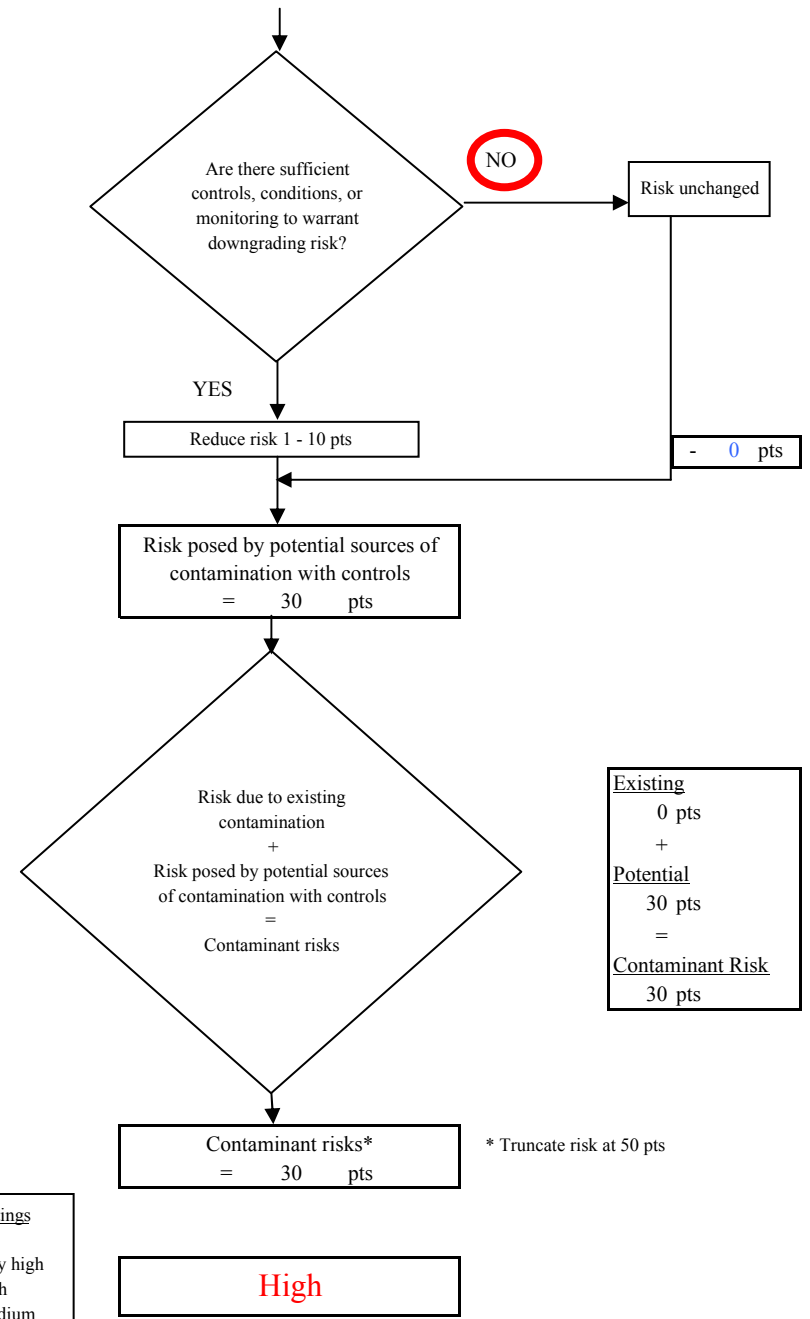 Are there sufficient
controls, conditions, or
monitoring to warrant
downgrading risk?
NO
Risk unchanged
YES
Reduce risk 1 - 10 pts
- 0 pts
Risk posed by potential sources of
contamination with controls
= 30 pts
Risk due to existing
contamination
+
Risk posed by potential sources
of contamination with controls
=
Contaminant risks
Existing
0 pts
+
Potential
30 pts
=
Contaminant Risk
30 pts
Contaminant risks*
= 30 pts
* Truncate risk at 50 pts
high
High